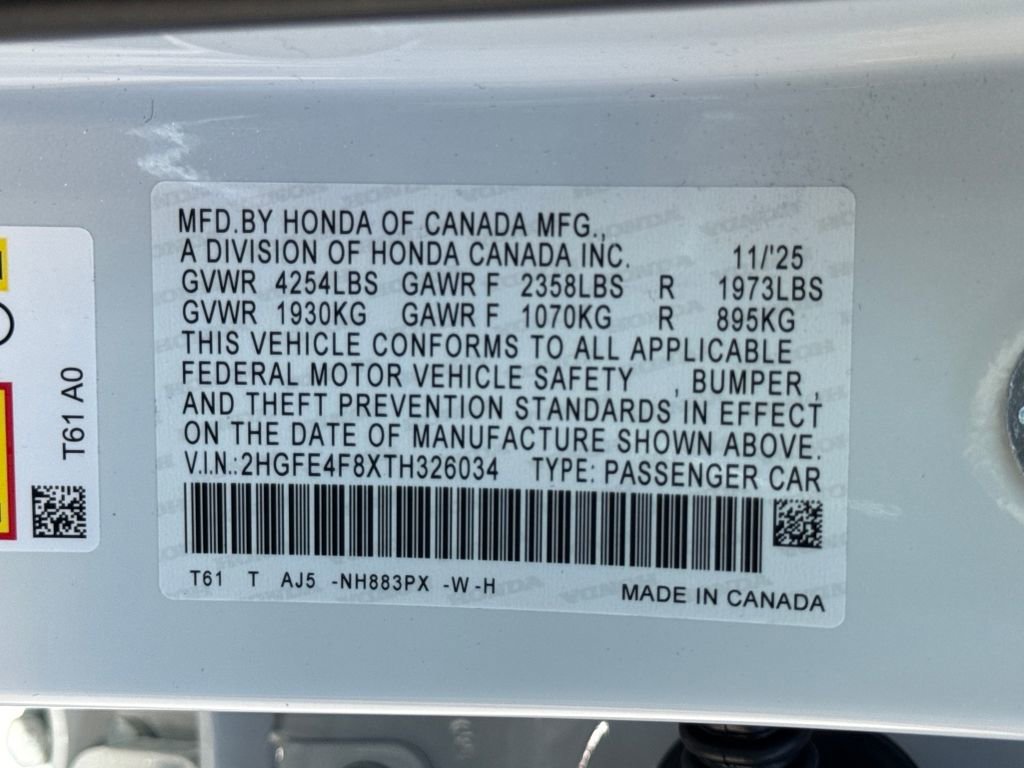 MFD.BY HONDA OF CANADA MFG.,
A DIVISION OF HONDA CANADA INC. 11/'25
GVWR 4254LBS GAWR F 2358LBS R 1973LBS
GVWR 1930KG GAWR F 1070KG R 895KG
THIS VEHICLE CONFORMS TO ALL APPLICABLE
FEDERAL MOTOR VEHICLE SAFETY , BUMPER ,
AND THEFT PREVENTION STANDARDS IN EFFECT
ON THE DATE OF MANUFACTURE SHOWN ABOVE.
V.I.N.:2HGFE4F8XTH326034 TYPE: PASSENGER CAR
T61 T AJ5 -NH883PX -W -H
MADE IN CANADA
T61 A0